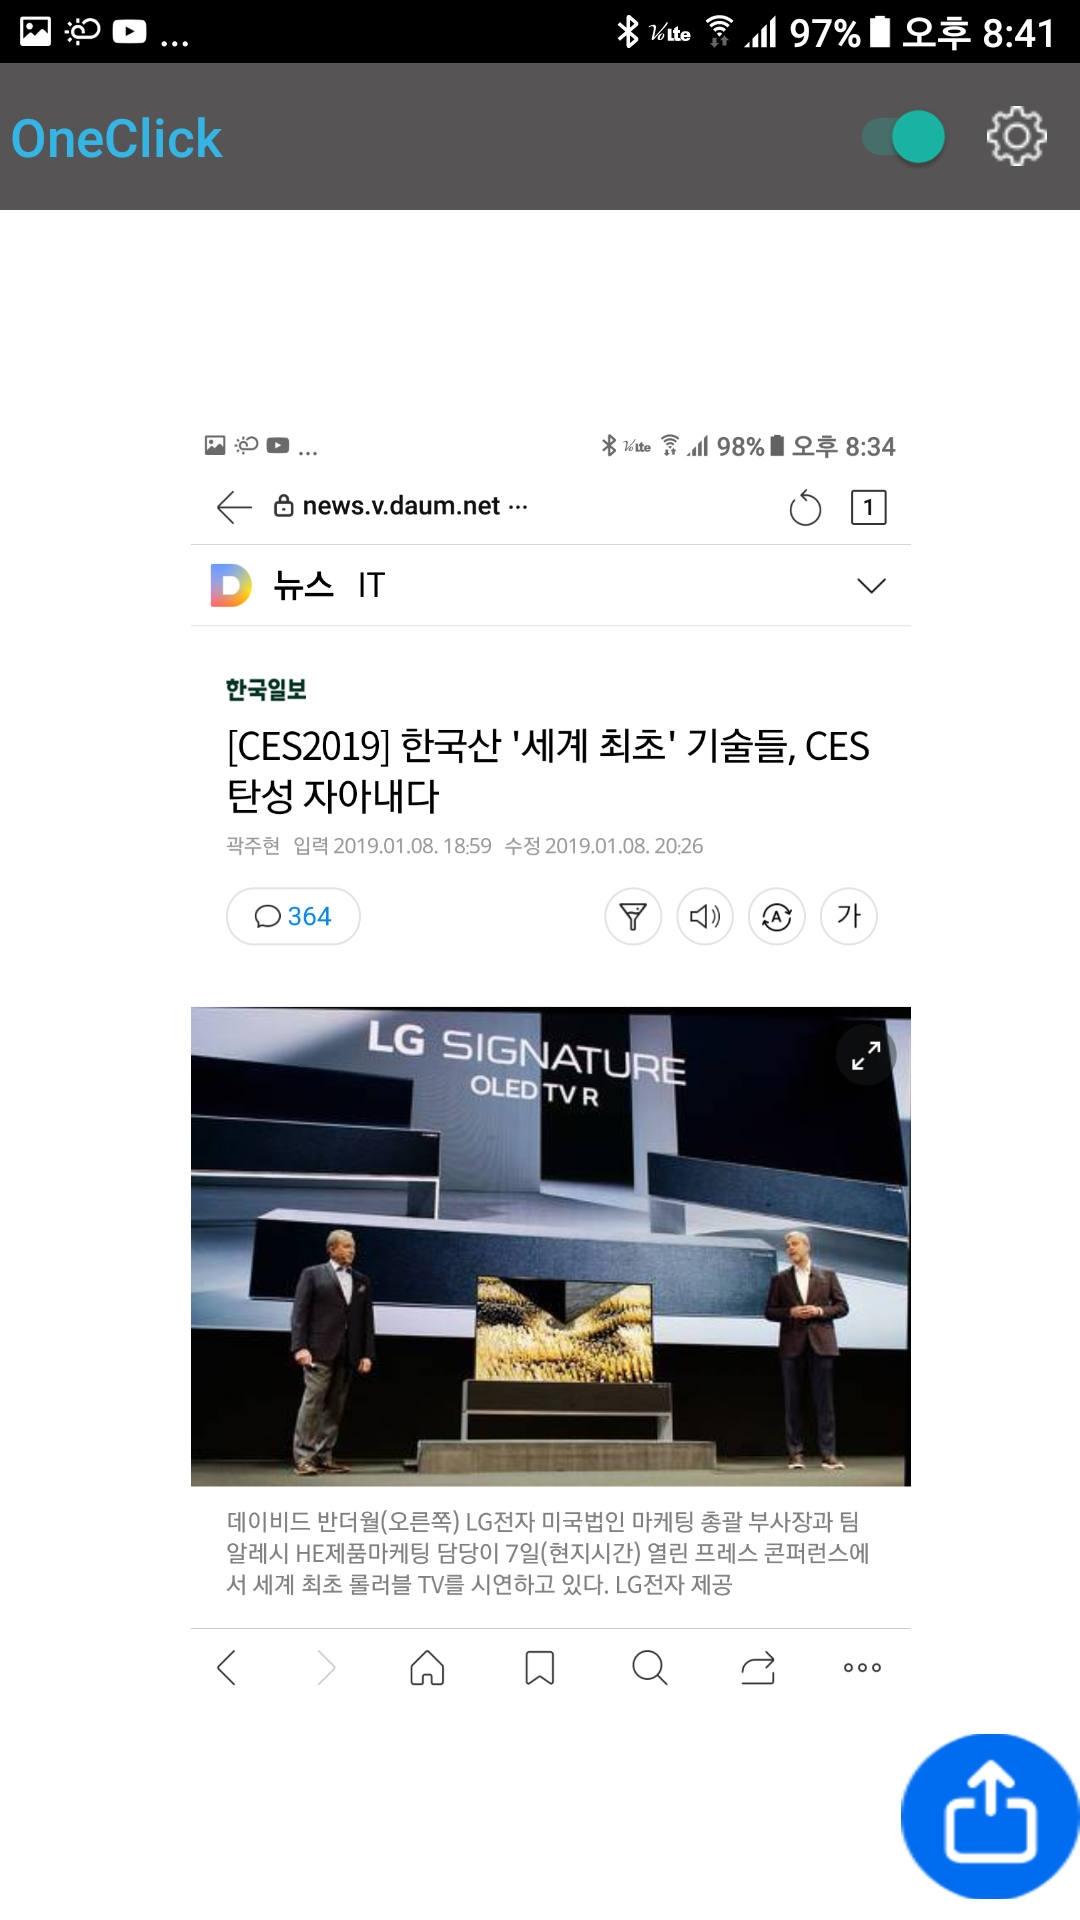 ... Vo lte 97% 오후 8:41
OneClick
... Vo lte 98% 오후 8:34
news.v.daum.net ··· 1
D 뉴스 IT
한국일보
[CES2019] 한국산 '세계 최초' 기술들, CES
탄성 자아내다
곽주현 입력 2019.01.08. 18:59 수정 2019.01.08. 20:26
364 A 가
LG SIGNATURE
OLED TV R
데이비드 반더월(오른쪽) LG전자 미국법인 마케팅 총괄 부사장과 팀
알레시 HE제품마케팅 담당이 7일(현지시간) 열린 프레스 콘퍼런스에
서 세계 최초 롤러블 TV를 시연하고 있다. LG전자 제공